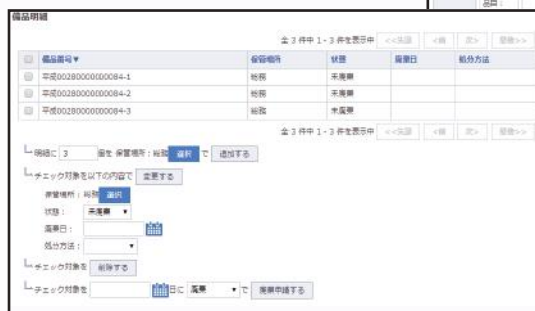 品目：
備品明細
全 3 件中 1 - 3 件を表示中 <<先頭 <前 次> 最後>>
備品番号▼ 保管場所 状態 廃棄日 処分方法
平成00280000000084-1 総務 未廃棄
平成00280000000084-2 総務 未廃棄
平成00280000000084-3 総務 未廃棄
全 3 件中 1 - 3 件を表示中 <<先頭 <前 次> 最後>>
明細に 3 個を 保管場所：総務 選択 で 追加する
チェック対象を以下の内容で 変更する
保管場所：総務 選択
状態： 未廃棄 ▼
廃棄日：
処分方法： ▼
チェック対象を 削除する
チェック対象を 日に 廃棄 ▼ で 廃棄申請する